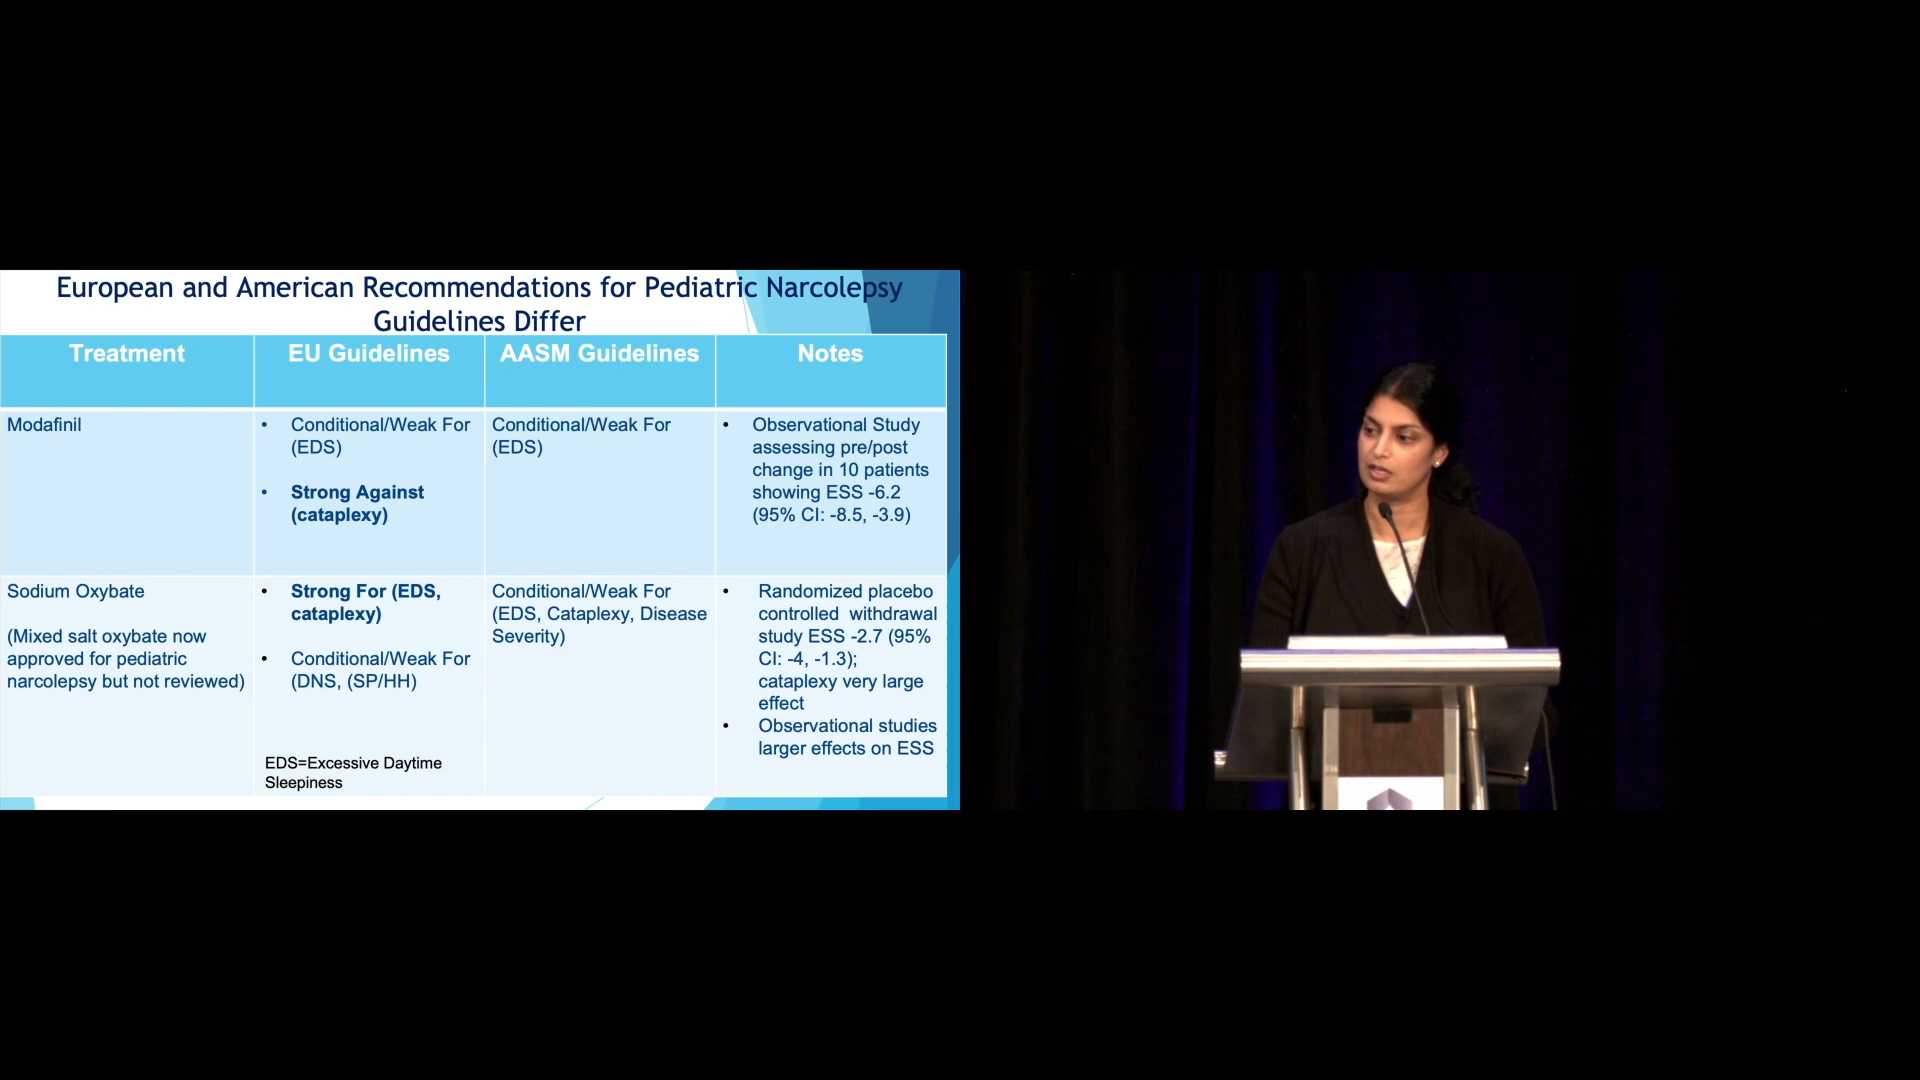 European and American Recommendations for Pediatric Narcolepsy
Guidelines Differ
Treatment
EU Guidelines
AASM Guidelines
Notes
Modafinil
• Conditional/Weak For
(EDS)
• Strong Against
(cataplexy)
Conditional/Weak For
(EDS)
• Observational Study
assessing pre/post
change in 10 patients
showing ESS -6.2
(95% CI: -8.5, -3.9)
Sodium Oxybate
(Mixed salt oxybate now
approved for pediatric
narcolepsy but not reviewed)
• Strong For (EDS,
cataplexy)
• Conditional/Weak For
(DNS, (SP/HH)
EDS=Excessive Daytime
Sleepiness
Conditional/Weak For
(EDS, Cataplexy, Disease
Severity)
• Randomized placebo
controlled withdrawal
study ESS -2.7 (95%
CI: -4, -1.3);
cataplexy very large
effect
• Observational studies
larger effects on ESS